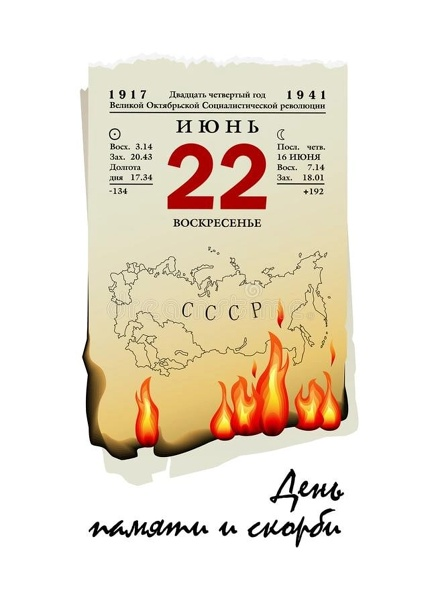 1917 Двадцать четвертый год 1941
Великой Октябрьской Социалистической революции
ИЮНЬ
Восх. 3.14
Зах. 20.43
Долгота
дня 17.34
-134
22
Посл. четв.
16 ИЮНЯ
Восх. 7.14
Зах. 18.01
+192
ВОСКРЕСЕНЬЕ
СССР
День
памяти и скорби